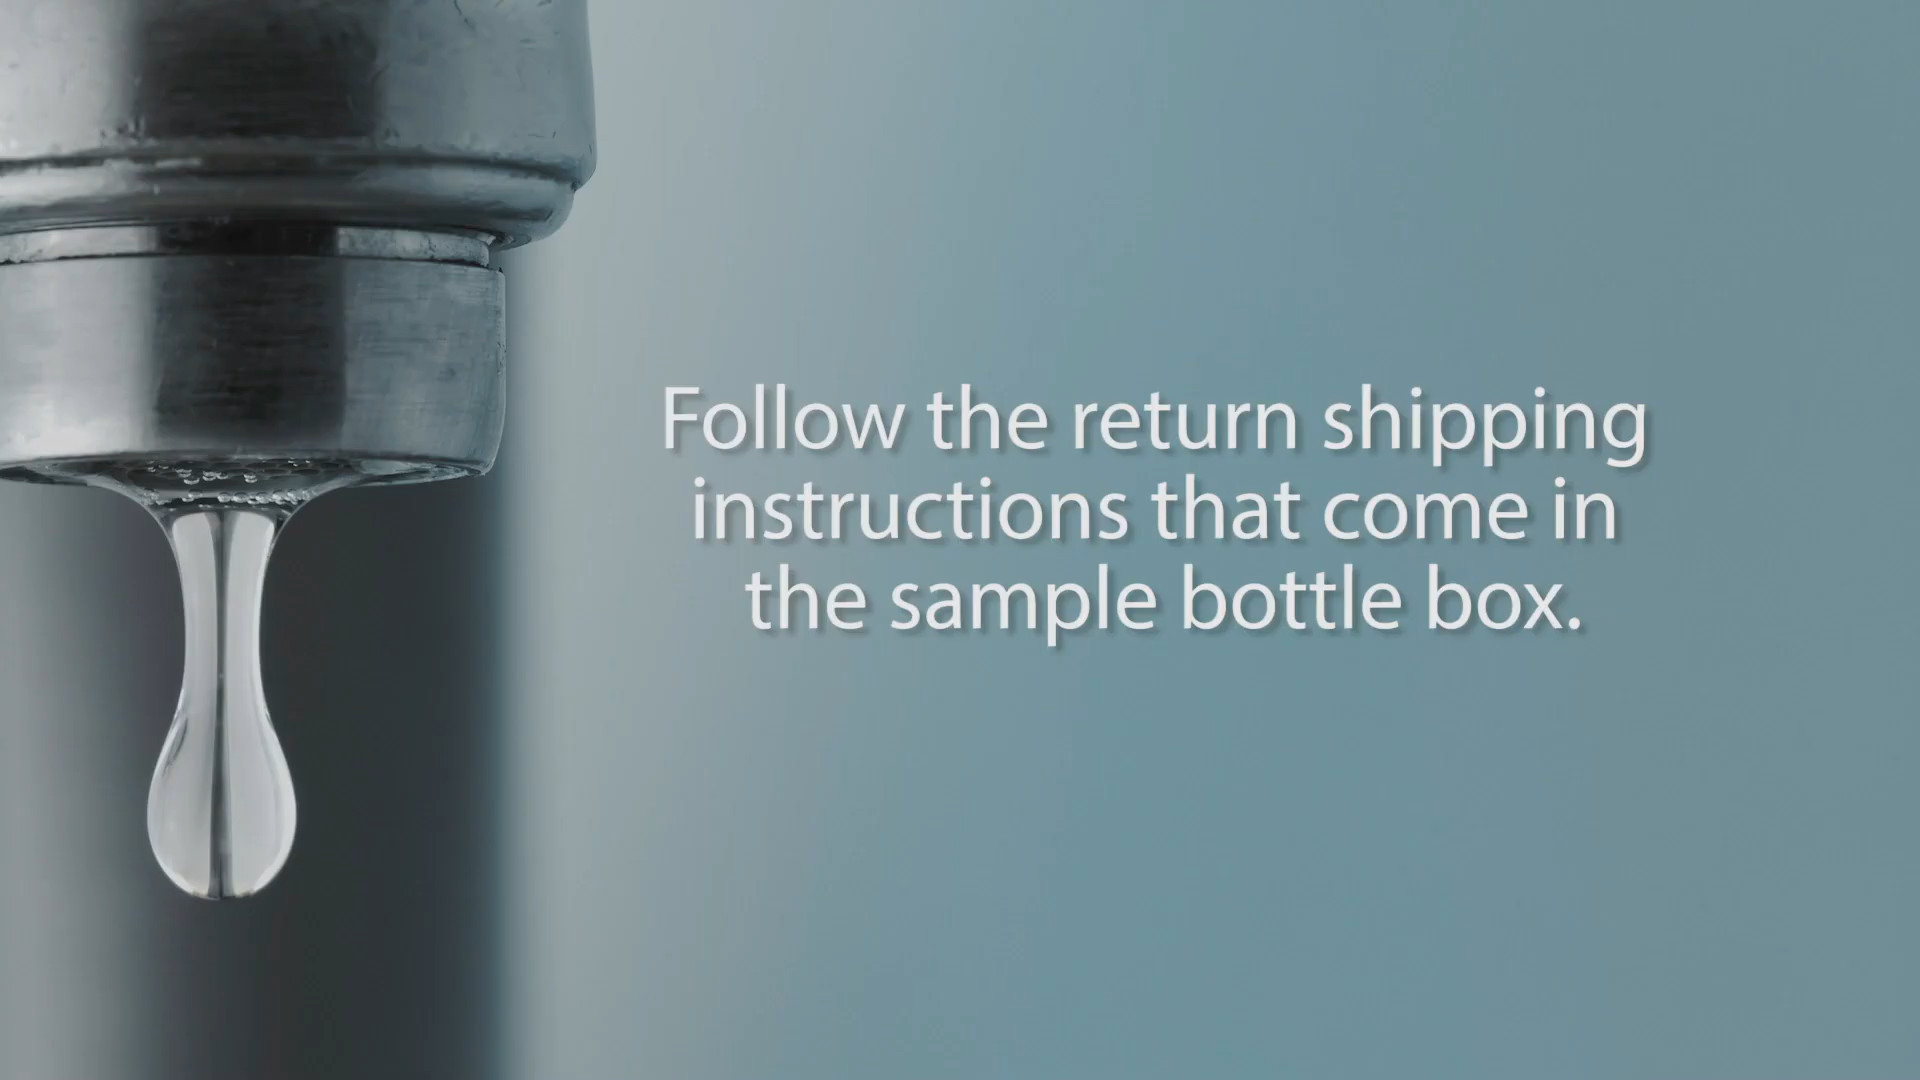 Follow the return shipping
instructions that come in
the sample bottle box.